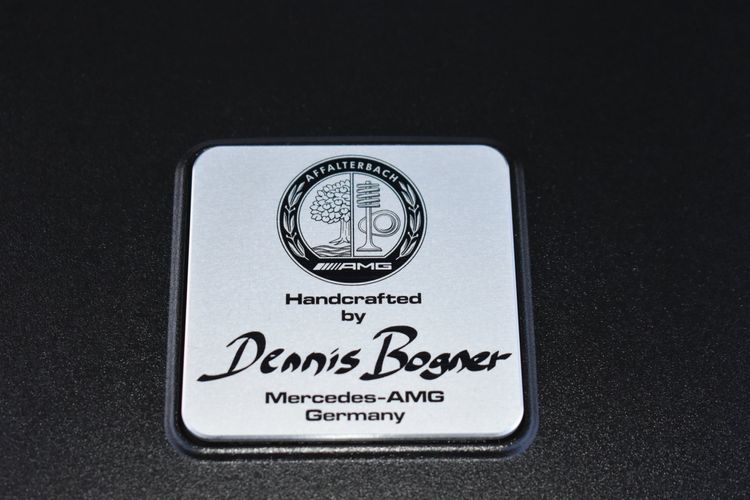 AFFALTERBACH
AMG
Handcrafted
by
Dennis Bogner
Mercedes-AMG
Germany